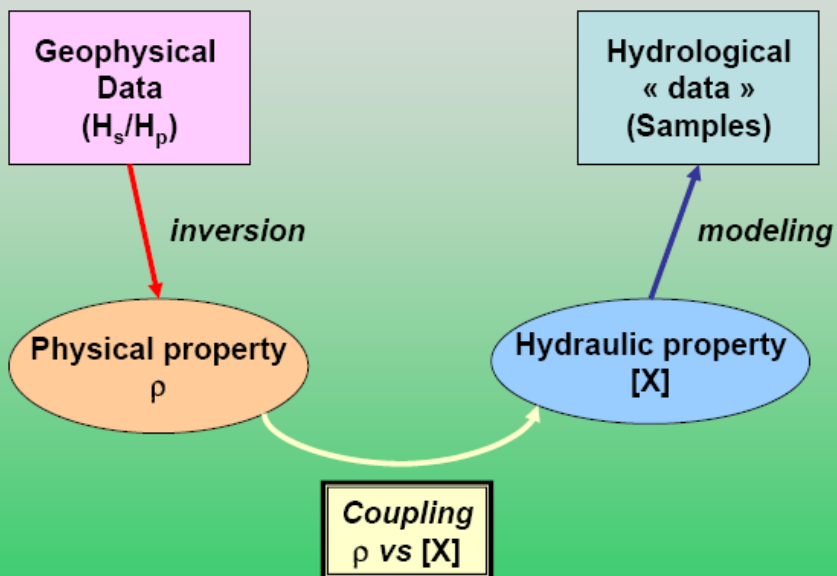 Geophysical
Data
(Hs/Hp)
Hydrological
« data »
(Samples)
inversion
modeling
Physical property
ρ
Hydraulic property
[X]
Coupling
ρ vs [X]